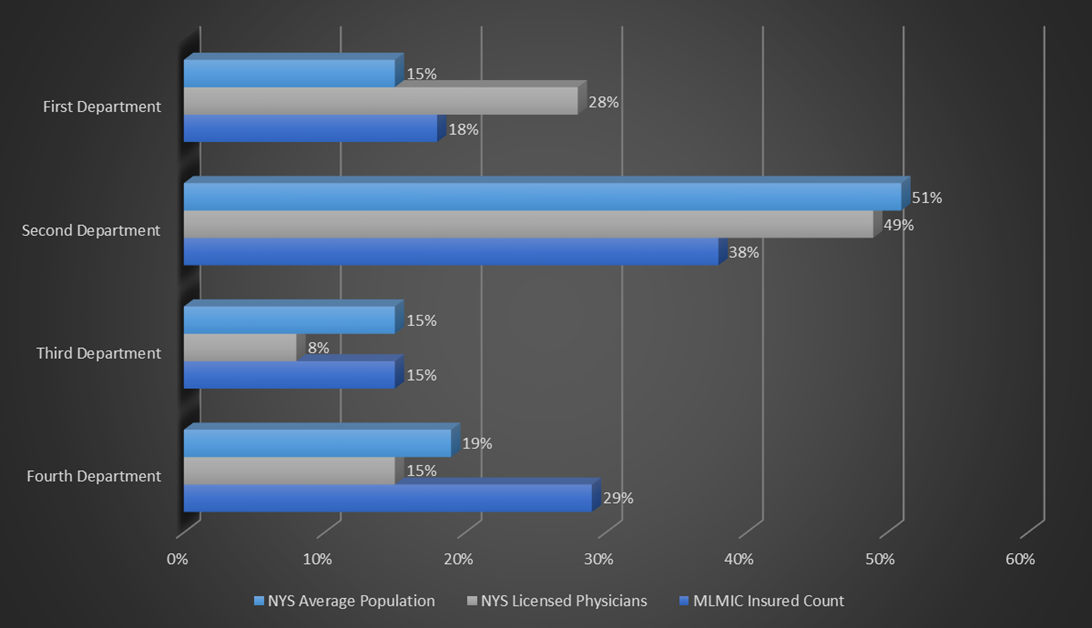 First Department
15%
28%
18%
Second Department
51%
49%
38%
Third Department
15%
8%
15%
Fourth Department
19%
15%
29%
0% 10% 20% 30% 40% 50% 60%
NYS Average Population NYS Licensed Physicians MLMIC Insured Count